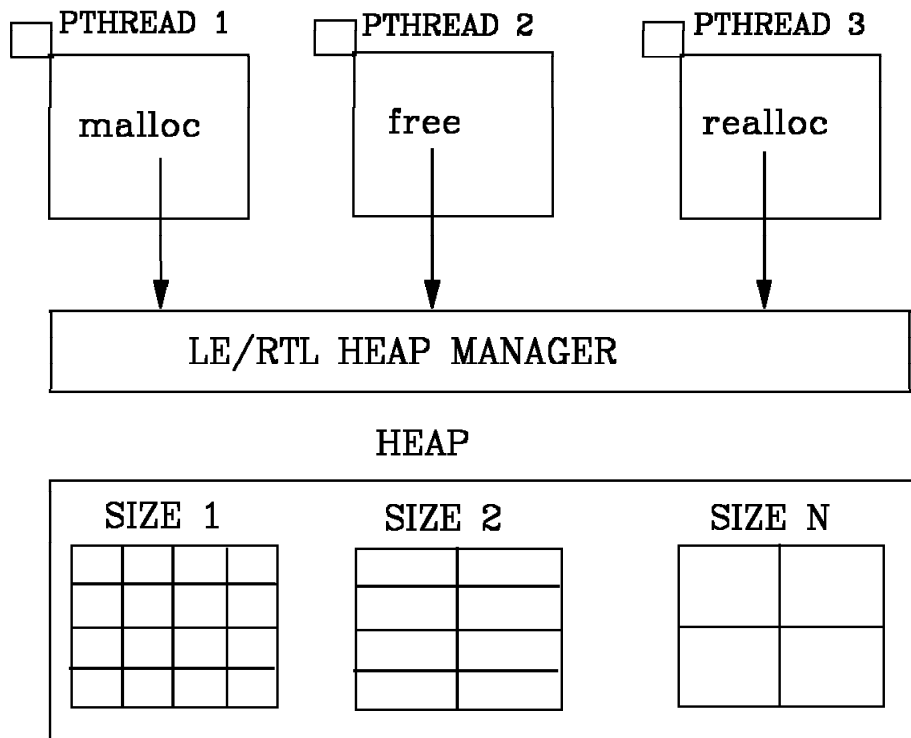 PTHREAD 1
PTHREAD 2
PTHREAD 3
malloc
free
realloc
LE/RTL HEAP MANAGER
HEAP
SIZE 1
SIZE 2
SIZE N